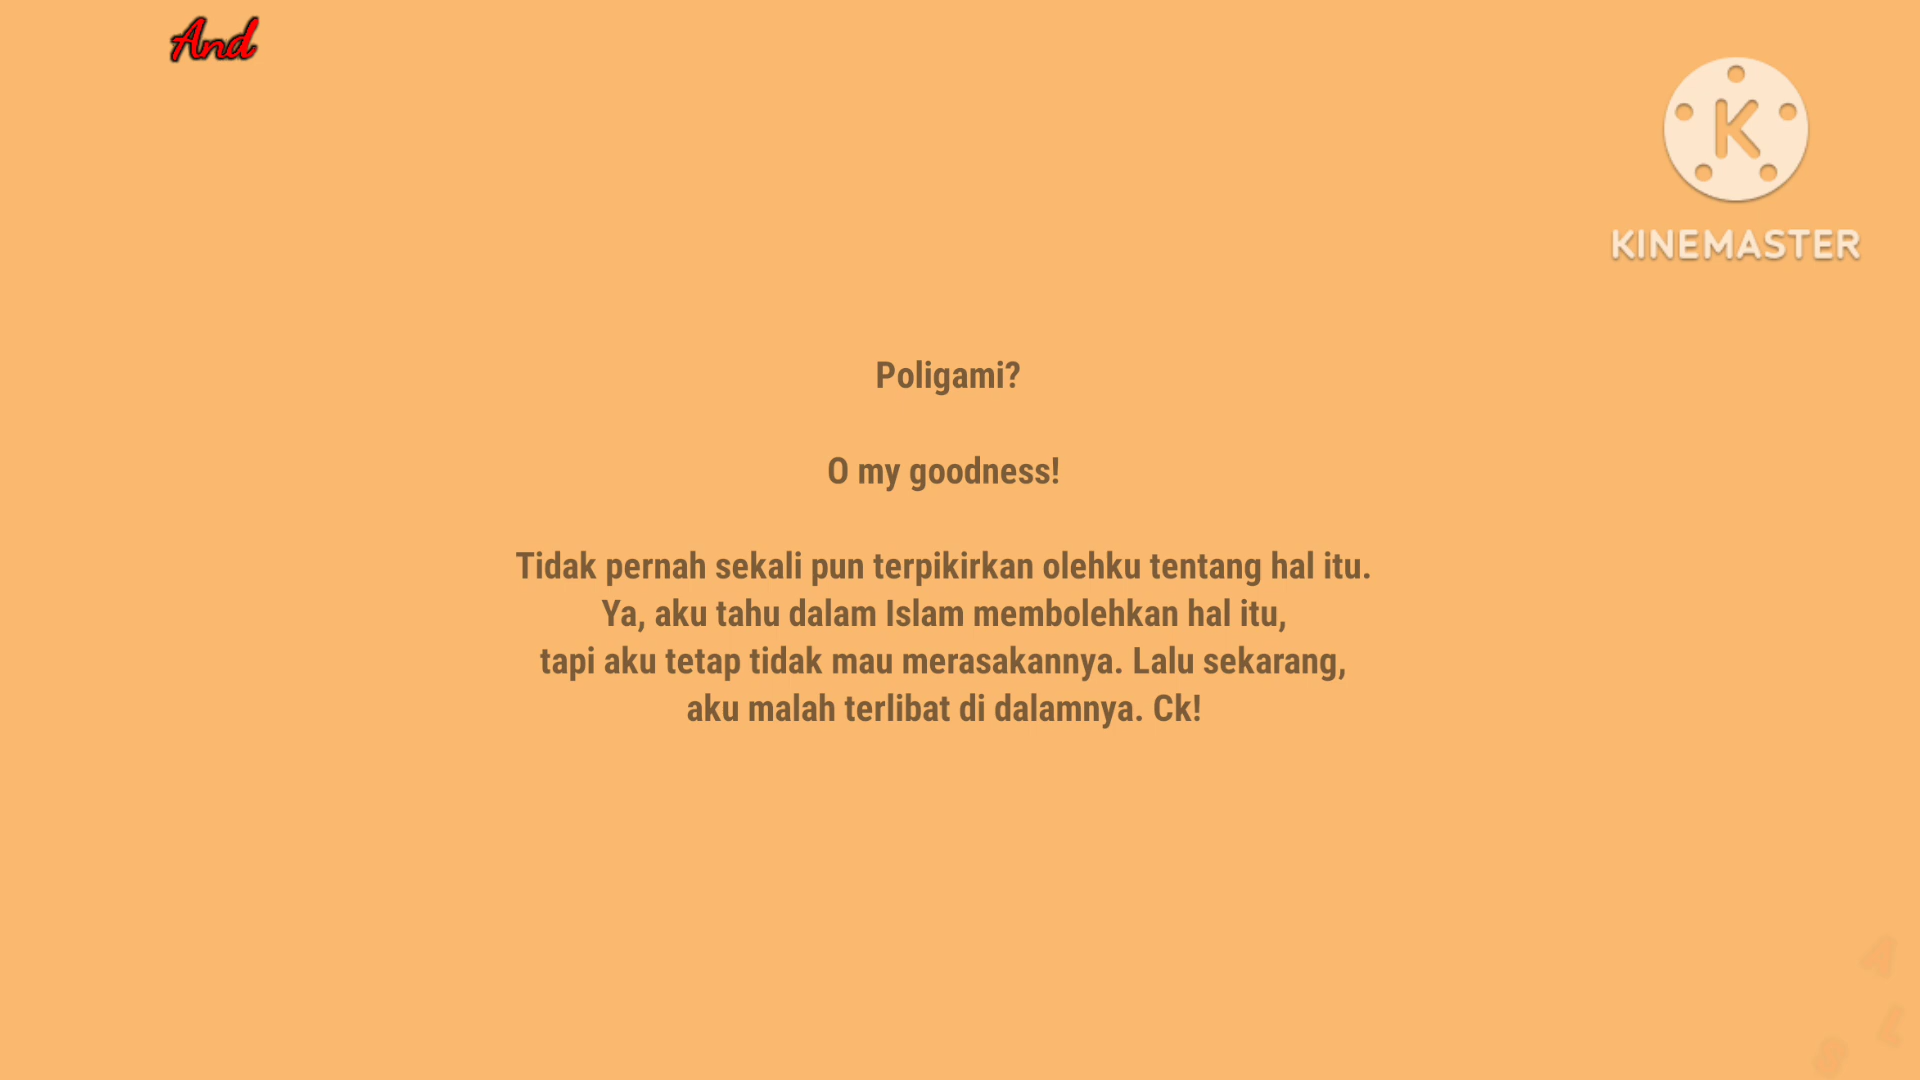 And
K
KINEMASTER
Poligami?
O my goodness!
Tidak pernah sekali pun terpikirkan olehku tentang hal itu.
Ya, aku tahu dalam Islam membolehkan hal itu,
tapi aku tetap tidak mau merasakannya. Lalu sekarang,
aku malah terlibat di dalamnya. Ck!